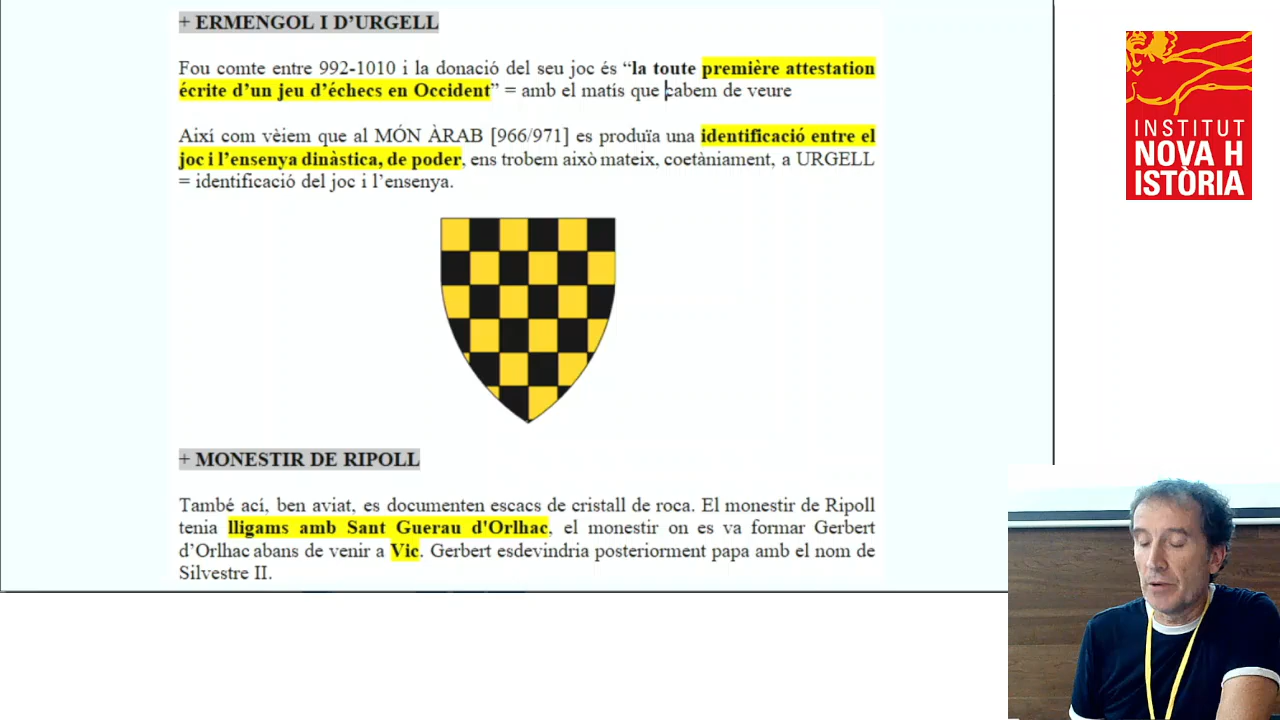 + ERMENGOL I D’URGELL
Fou comte entre 992-1010 i la donació del seu joc és “la toute première attestation
écrite d’un jeu d’échecs en Occident” = amb el matís que cabem de veure
Així com vèiem que al MÓN ÀRAB [966/971] es produïa una identificació entre el
joc i l’ensenya dinàstica, de poder, ens trobem això mateix, coetàniament, a URGELL
= identificació del joc i l’ensenya.
+ MONESTIR DE RIPOLL
També ací, ben aviat, es documenten escacs de cristall de roca. El monestir de Ripoll
tenia lligams amb Sant Guerau d'Orlhac, el monestir on es va formar Gerbert
d’Orlhac abans de venir a Vic. Gerbert esdevindria posteriorment papa amb el nom de
Silvestre II.
INSTITUT
NOVA H
ISTÒRIA